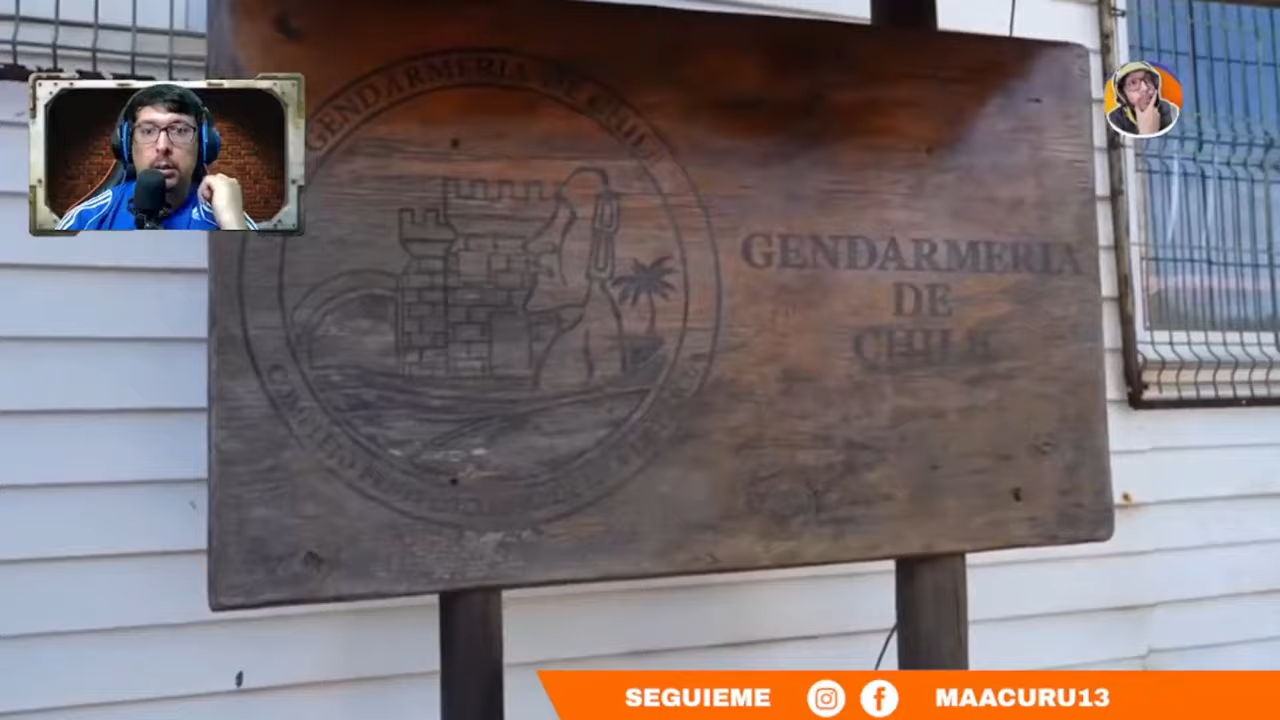 GENDARMERIA DE CHILE
GENDARMERIA
DE
CHILE
SEGUIEME
MAACURU13